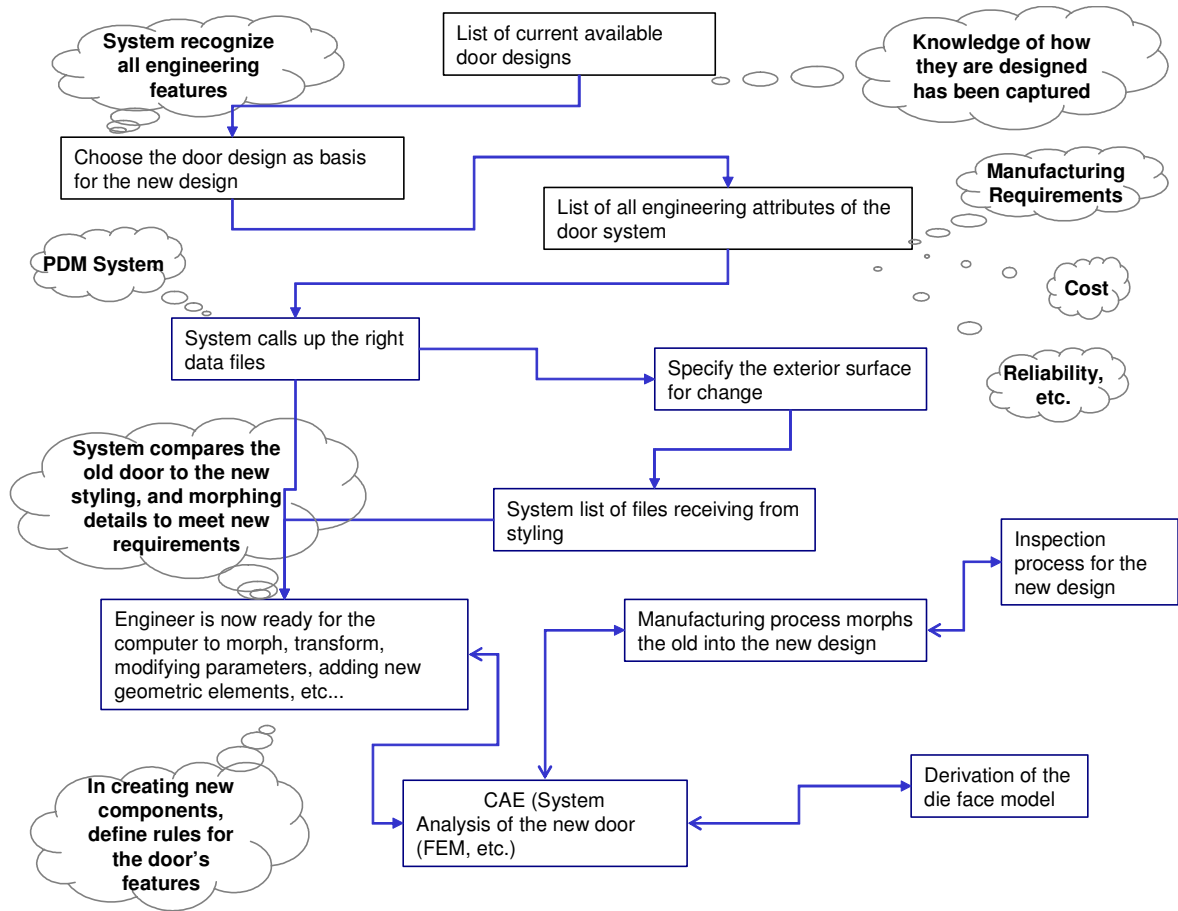 System recognize
all engineering
features
List of current available
door designs
Knowledge of how
they are designed
has been captured
Choose the door design as basis
for the new design
Manufacturing
Requirements
List of all engineering attributes of the
door system
PDM System
Cost
System calls up the right
data files
Specify the exterior surface
for change
Reliability,
etc.
System compares the
old door to the new
styling, and morphing
details to meet new
requirements
System list of files receiving from
styling
Inspection
process for the
new design
Engineer is now ready for the
computer to morph, transform,
modifying parameters, adding new
geometric elements, etc...
Manufacturing process morphs
the old into the new design
In creating new
components,
define rules for
the door's
features
CAE (System
Analysis of the new door
(FEM, etc.)
Derivation of the
die face model